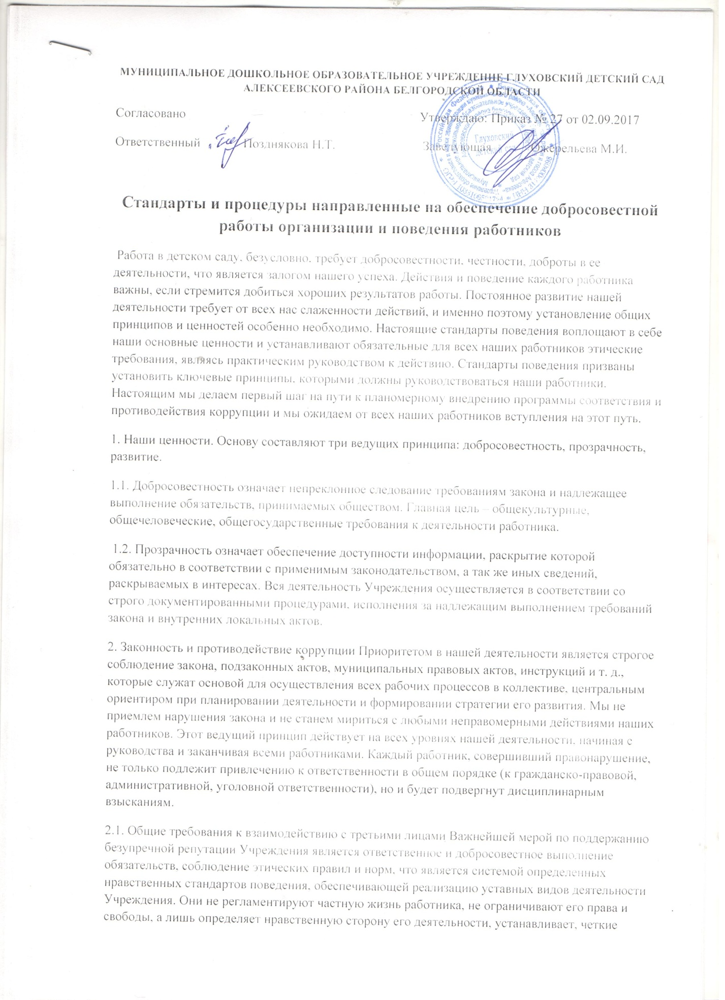 МУНИЦИПАЛЬНОЕ ДОШКОЛЬНОЕ ОБРАЗОВАТЕЛЬНОЕ УЧРЕЖДЕНИЕ ГЛУХОВСКИЙ ДЕТСКИЙ САД
АЛЕКСЕЕВСКОГО РАЙОНА БЕЛГОРОДСКОЙ ОБЛАСТИ
Согласовано
Утверждаю: Приказ № 27 от 02.09.2017
Ответственный Позднякова Н.Т.
Заведующая Ожерельева М.И.
Глуховский
детский сад
Стандарты и процедуры направленные на обеспечение добросовестной
работы организации и поведения работников
Работа в детском саду, безусловно, требует добросовестности, честности, доброты в ее
деятельности, что является залогом нашего успеха. Действия и поведение каждого работника
важны, если стремится добиться хороших результатов работы. Постоянное развитие нашей
деятельности требует от всех нас слаженности действий, и именно поэтому установление общих
принципов и ценностей особенно необходимо. Настоящие стандарты поведения воплощают в себе
наши основные ценности и устанавливают обязательные для всех наших работников этические
требования, являясь практическим руководством к действию. Стандарты поведения призваны
установить ключевые принципы, которыми должны руководствоваться наши работники.
Настоящим мы делаем первый шаг на пути к планомерному внедрению программы соответствия и
противодействия коррупции и мы ожидаем от всех наших работников вступления на этот путь.
1. Наши ценности. Основу составляют три ведущих принципа: добросовестность, прозрачность,
развитие.
1.1. Добросовестность означает непреклонное следование требованиям закона и надлежащее
выполнение обязательств, принимаемых обществом. Главная цель – общекультурные,
общечеловеческие, общегосударственные требования к деятельности работника.
1.2. Прозрачность означает обеспечение доступности информации, раскрытие которой
обязательно в соответствии с применимым законодательством, а так же иных сведений,
раскрываемых в интересах. Вся деятельность Учреждения осуществляется в соответствии со
строго документированными процедурами, исполнения за надлежащим выполнением требований
закона и внутренних локальных актов.
2. Законность и противодействие коррупции Приоритетом в нашей деятельности является строгое
соблюдение закона, подзаконных актов, муниципальных правовых актов, инструкций и т. д.,
которые служат основой для осуществления всех рабочих процессов в коллективе, центральным
ориентиром при планировании деятельности и формировании стратегии его развития. Мы не
приемлем нарушения закона и не станем мириться с любыми неправомерными действиями наших
работников. Этот ведущий принцип действует на всех уровнях нашей деятельности, начиная с
руководства и заканчивая всеми работниками. Каждый работник, совершивший правонарушение,
не только подлежит привлечению к ответственности в общем порядке (к гражданско-правовой,
административной, уголовной ответственности), но и будет подвергнут дисциплинарным
взысканиям.
2.1. Общие требования к взаимодействию с третьими лицами Важнейшей мерой по поддержанию
безупречной репутации Учреждения является ответственное и добросовестное выполнение
обязательств, соблюдение этических правил и норм, что является системой определенных
нравственных стандартов поведения, обеспечивающей реализацию уставных видов деятельности
Учреждения. Они не регламентируют частную жизнь работника, не ограничивают его права и
свободы, а лишь определяет нравственную сторону его деятельности, устанавливает, четкие